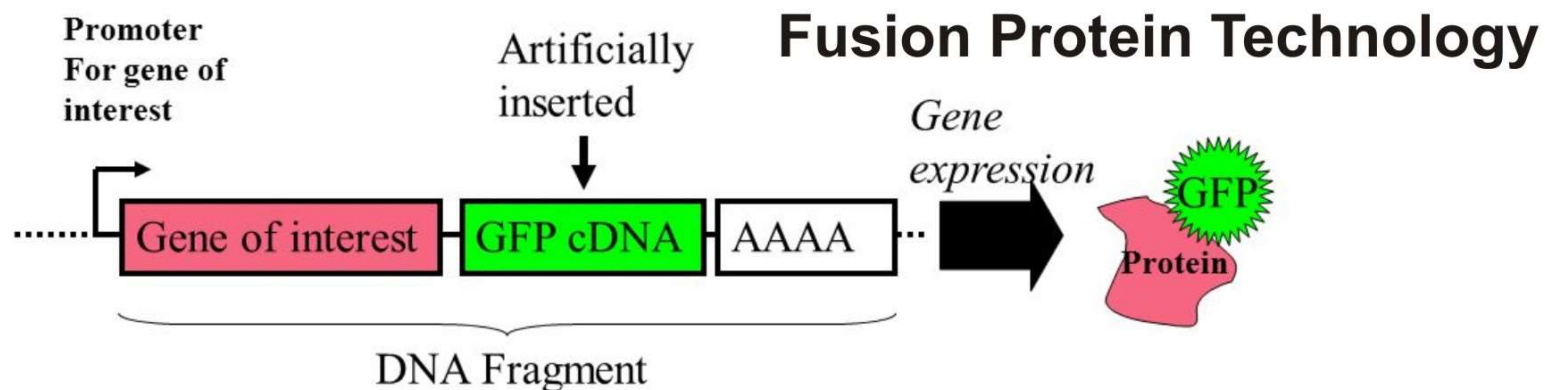 Fusion Protein Technology
Promoter
For gene of
interest
Artificially
inserted
Gene
expression
Gene of interest
GFP cDNA
AAAA
GFP
Protein
DNA Fragment